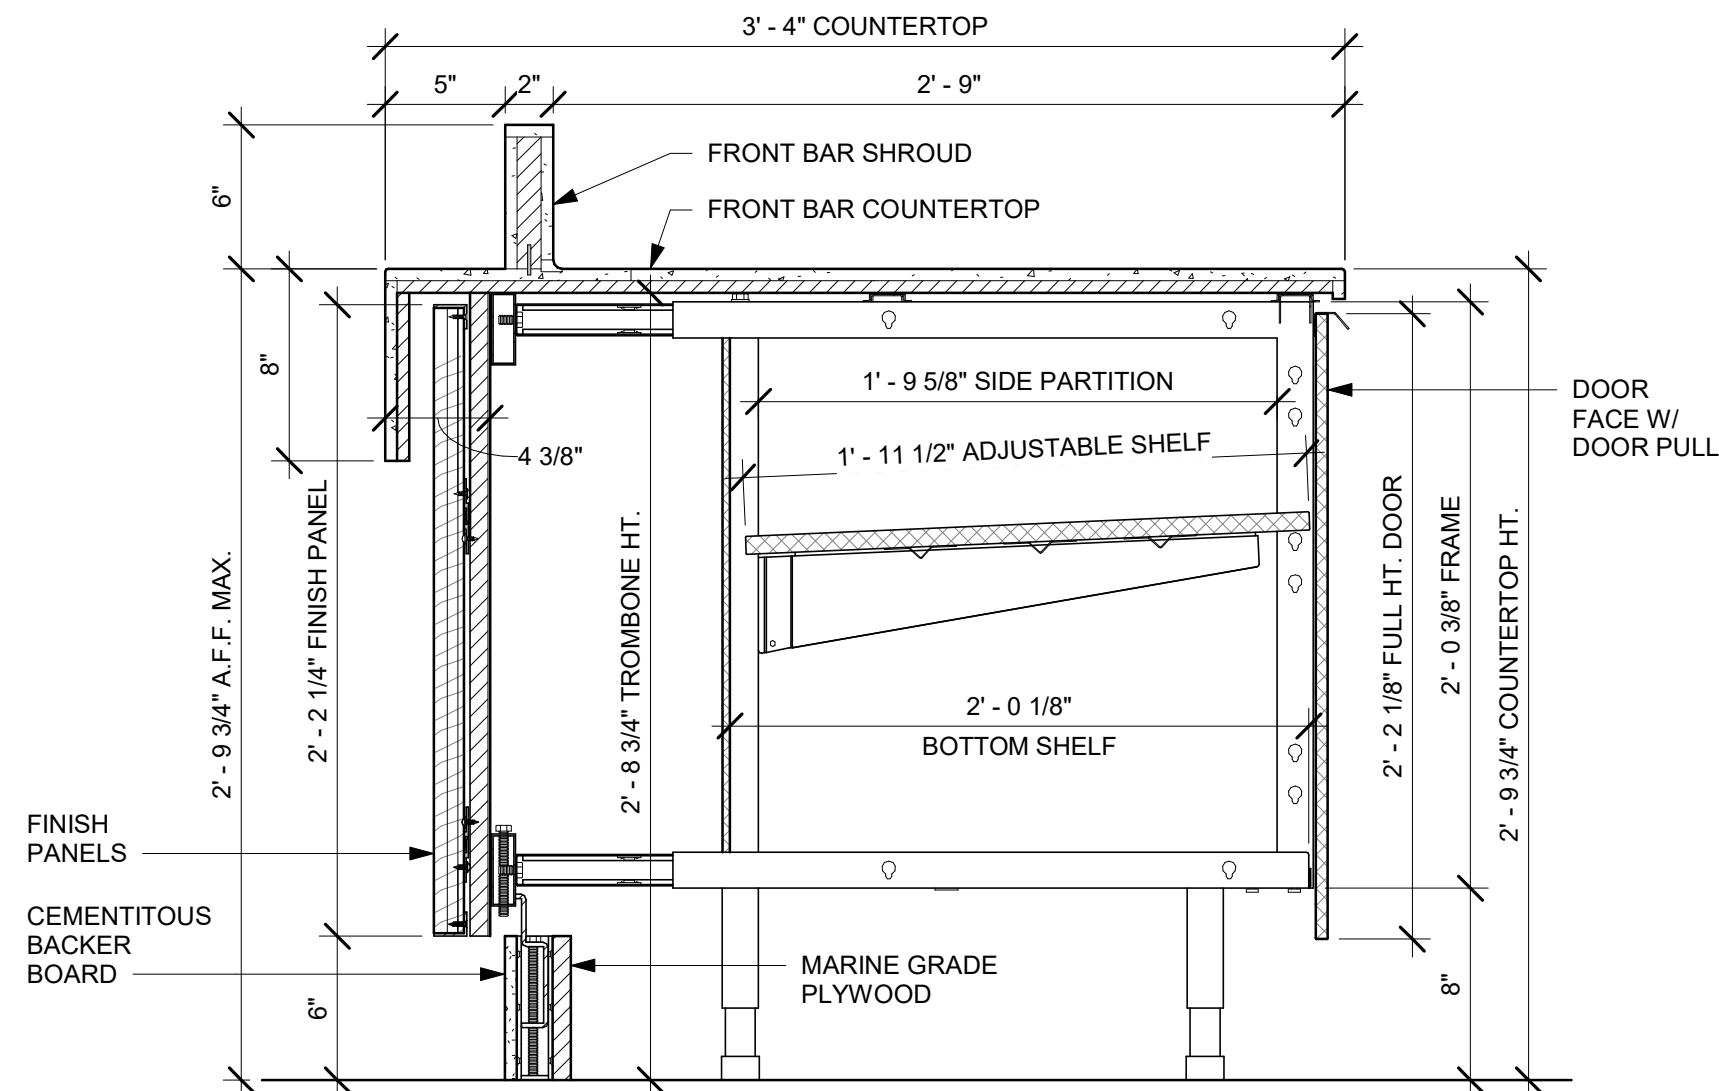 3' - 4" COUNTERTOP
5"
2"
2' - 9"
FRONT BAR SHROUD
FRONT BAR COUNTERTOP
6"
8"
4 3/8"
1' - 9 5/8" SIDE PARTITION
1' - 11 1/2" ADJUSTABLE SHELF
DOOR
FACE W/
DOOR PULL
2' - 9 3/4" A.F.F. MAX.
2' - 2 1/4" FINISH PANEL
2' - 8 3/4" TROMBONE HT.
2' - 0 1/8"
BOTTOM SHELF
2' - 2 1/8" FULL HT. DOOR
2' - 0 3/8" FRAME
2' - 9 3/4" COUNTERTOP HT.
FINISH
PANELS
CEMENTITOUS
BACKER
BOARD
MARINE GRADE
PLYWOOD
6"
8"